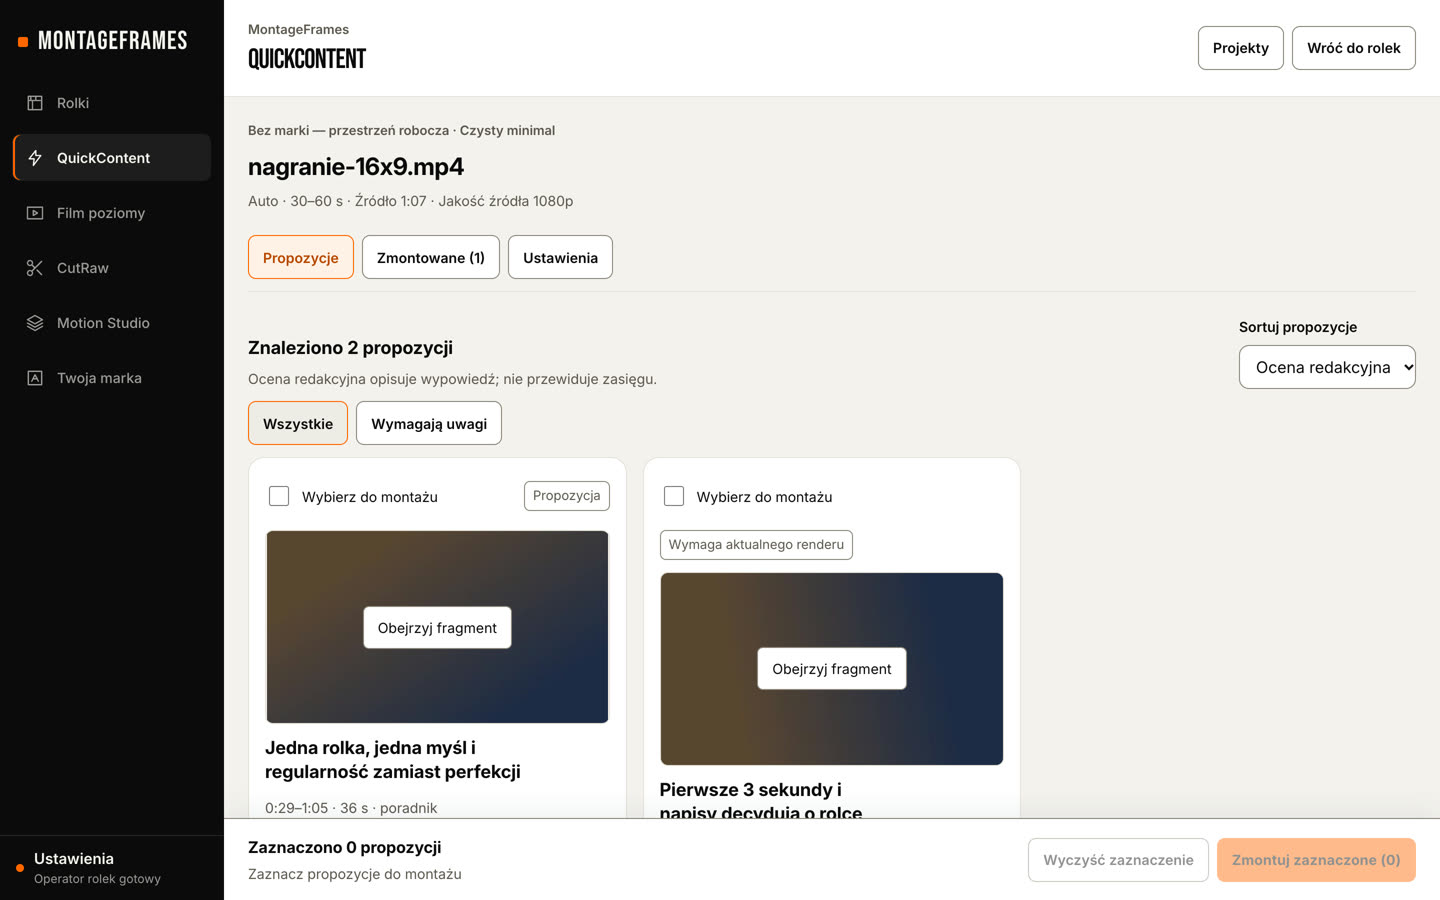 MONTAGEFRAMES
Rolki
QuickContent
Film poziomy
CutRaw
Motion Studio
Twoja marka
Ustawienia
Operator rolek gotowy
MontageFrames
QUICKCONTENT
Projekty
Wróć do rolek
Bez marki — przestrzeń robocza · Czysty minimal
nagranie-16x9.mp4
Auto · 30–60 s · Źródło 1:07 · Jakość źródła 1080p
Propozycje
Zmontowane (1)
Ustawienia
Znaleziono 2 propozycji
Ocena redakcyjna opisuje wypowiedź; nie przewiduje zasięgu.
Sortuj propozycje
Ocena redakcyjna
Wszystkie
Wymagają uwagi
Wybierz do montażu
Propozycja
Obejrzyj fragment
Jedna rolka, jedna myśl i
regularność zamiast perfekcji
0:29–1:05 · 36 s · poradnik
Wybierz do montażu
Wymaga aktualnego renderu
Obejrzyj fragment
Pierwsze 3 sekundy i
napisy decydują o rolce
Zaznaczono 0 propozycji
Zaznacz propozycje do montażu
Wyczyść zaznaczenie
Zmontuj zaznaczone (0)